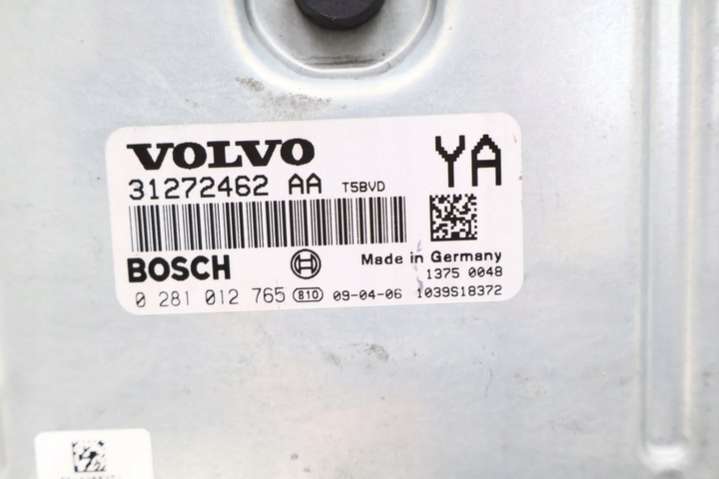 VOLVO
YA
31272462 AA T5BVD
BOSCH
Made in Germany
1375 0048
0 281 012 765 B10 09-04-06 1039S18372